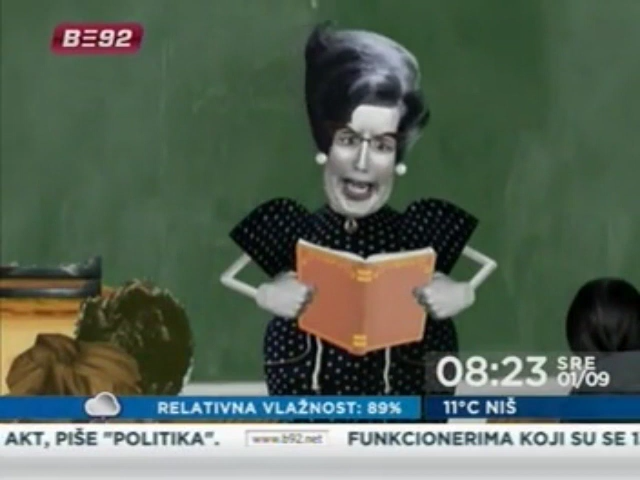 B92
08:23 SRE
01/09
RELATIVNA VLAŽNOST: 89% 11°C NIŠ
AKT, PIŠE "POLITIKA". www.b92.net FUNKCIONERIMA KOJI SU SE 1